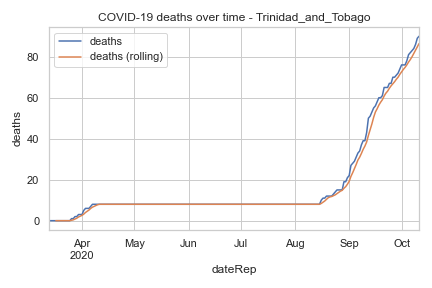 COVID-19 deaths over time - Trinidad_and_Tobago
deaths
deaths (rolling)
80
60
40
20
0
deaths
Apr May Jun Jul Aug Sep Oct
2020
dateRep